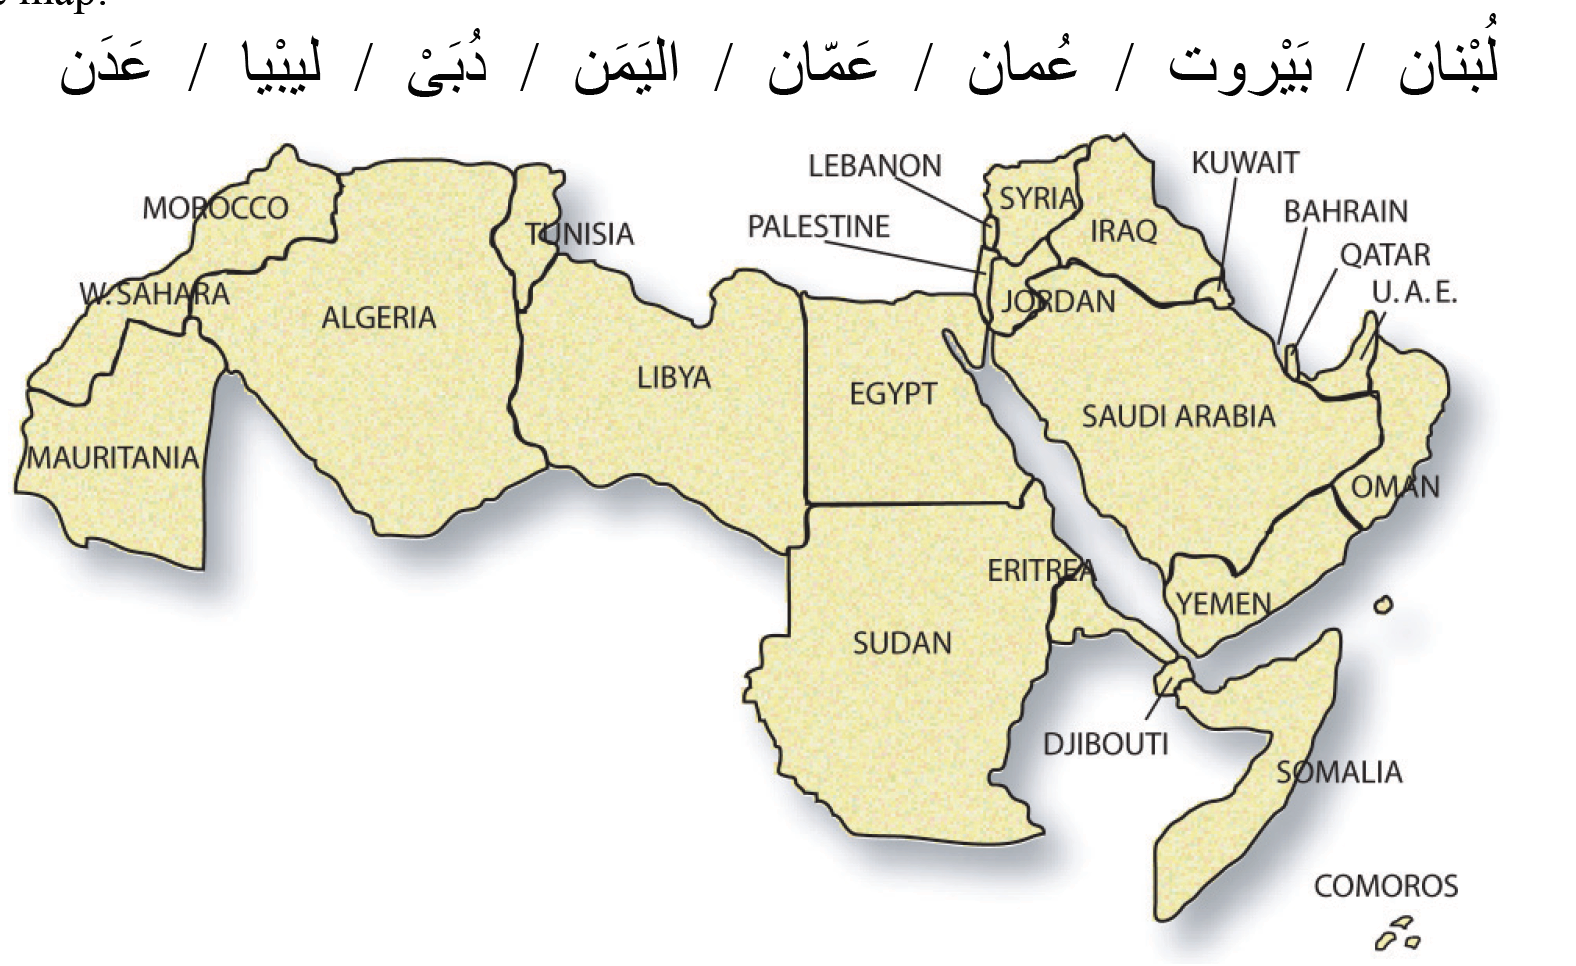 map.
لُبْنان / بَيْروت / عُمان / عَمّان / اليَمَن / دُبَىْ / ليبْيا / عَدَن
LEBANON
KUWAIT
SYRIA
MOROCCO
BAHRAIN
PALESTINE
IRAQ
TUNISIA
QATAR
W. SAHARA
U. A. E.
JORDAN
ALGERIA
LIBYA
EGYPT
SAUDI ARABIA
MAURITANIA
OMAN
ERITREA
YEMEN
SUDAN
DJIBOUTI
SOMALIA
COMOROS